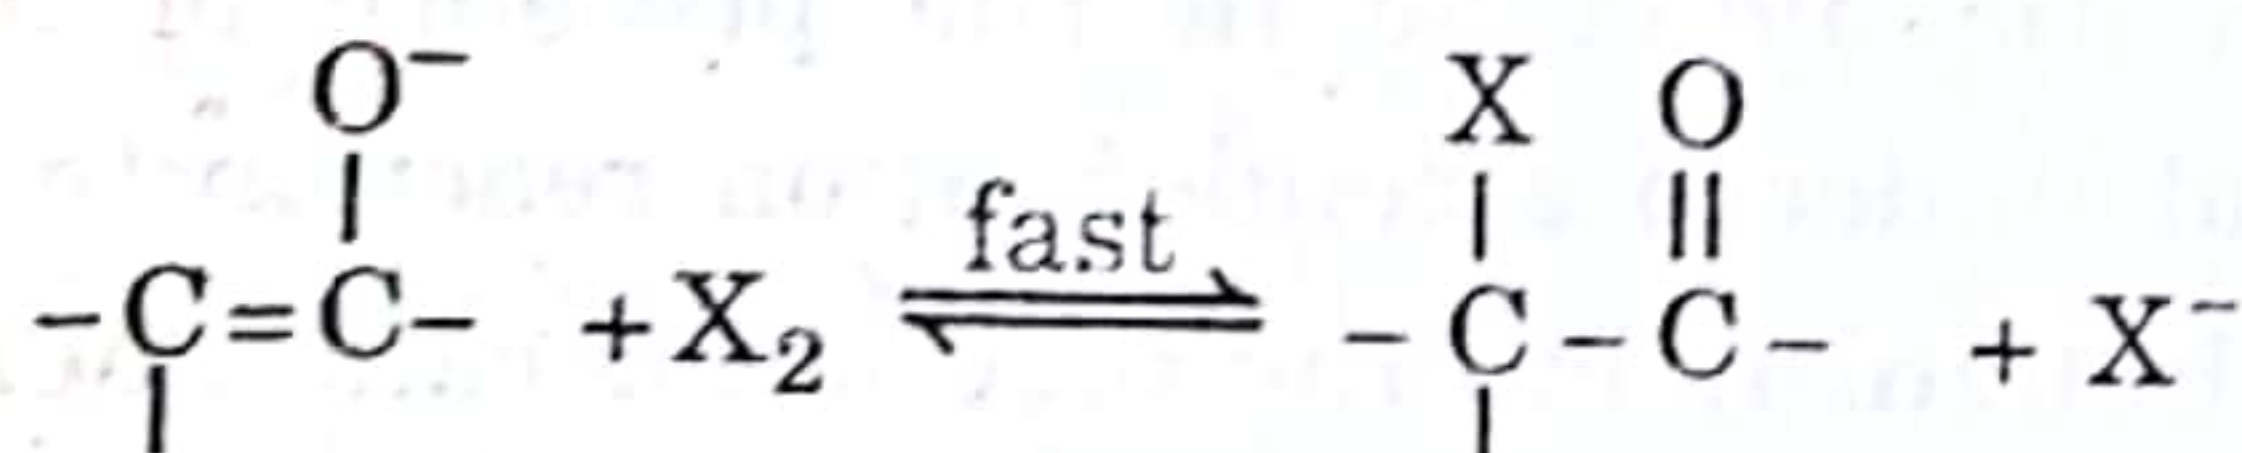 O⁻ X O
| fast | ||
-C=C- +X₂ ⇌ -C-C- + X⁻
| |